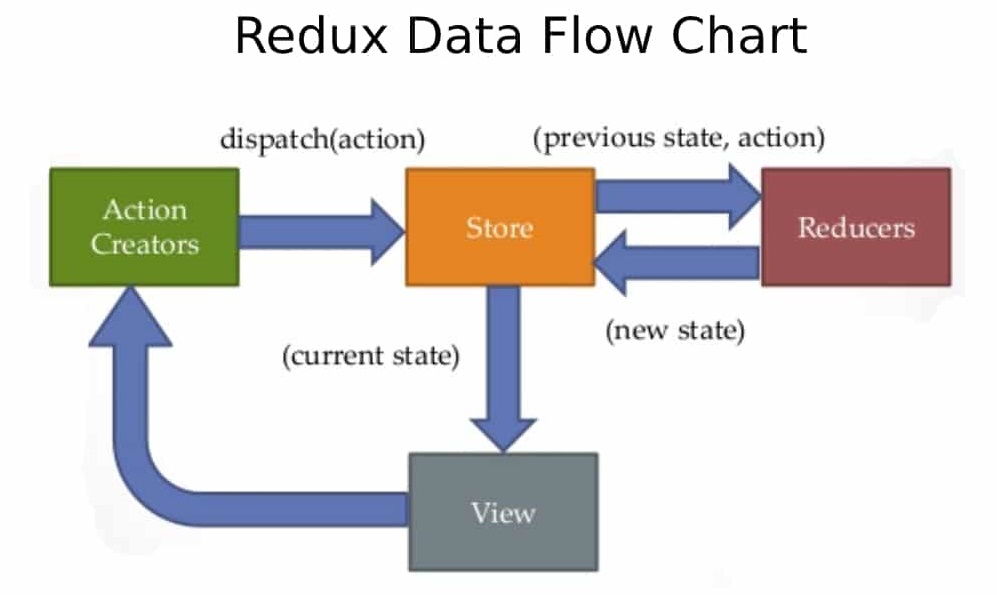 Redux Data Flow Chart
dispatch(action)
(previous state, action)
Action
Creators
Store
Reducers
(new state)
(current state)
View